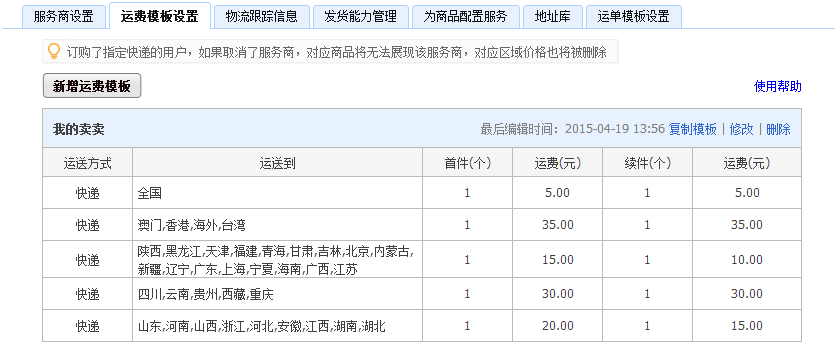 服务商设置 运费模板设置 物流跟踪信息 发货能力管理 为商品配置服务 地址库 运单模板设置
订购了指定快递的用户，如果取消了服务商，对应商品将无法展现该服务商，对应区域价格也将被删除
新增运费模板 使用帮助
我的卖卖 最后编辑时间：2015-04-19 13:56 复制模板 | 修改 | 删除
运送方式 运送到 首件(个) 运费(元) 续件(个) 运费(元)
快递 全国 1 5.00 1 5.00
快递 澳门,香港,海外,台湾 1 35.00 1 35.00
快递 陕西,黑龙江,天津,福建,青海,甘肃,吉林,北京,内蒙古, 1 15.00 1 10.00
新疆,辽宁,广东,上海,宁夏,海南,广西,江苏
快递 四川,云南,贵州,西藏,重庆 1 30.00 1 30.00
快递 山东,河南,山西,浙江,河北,安徽,江西,湖南,湖北 1 20.00 1 15.00